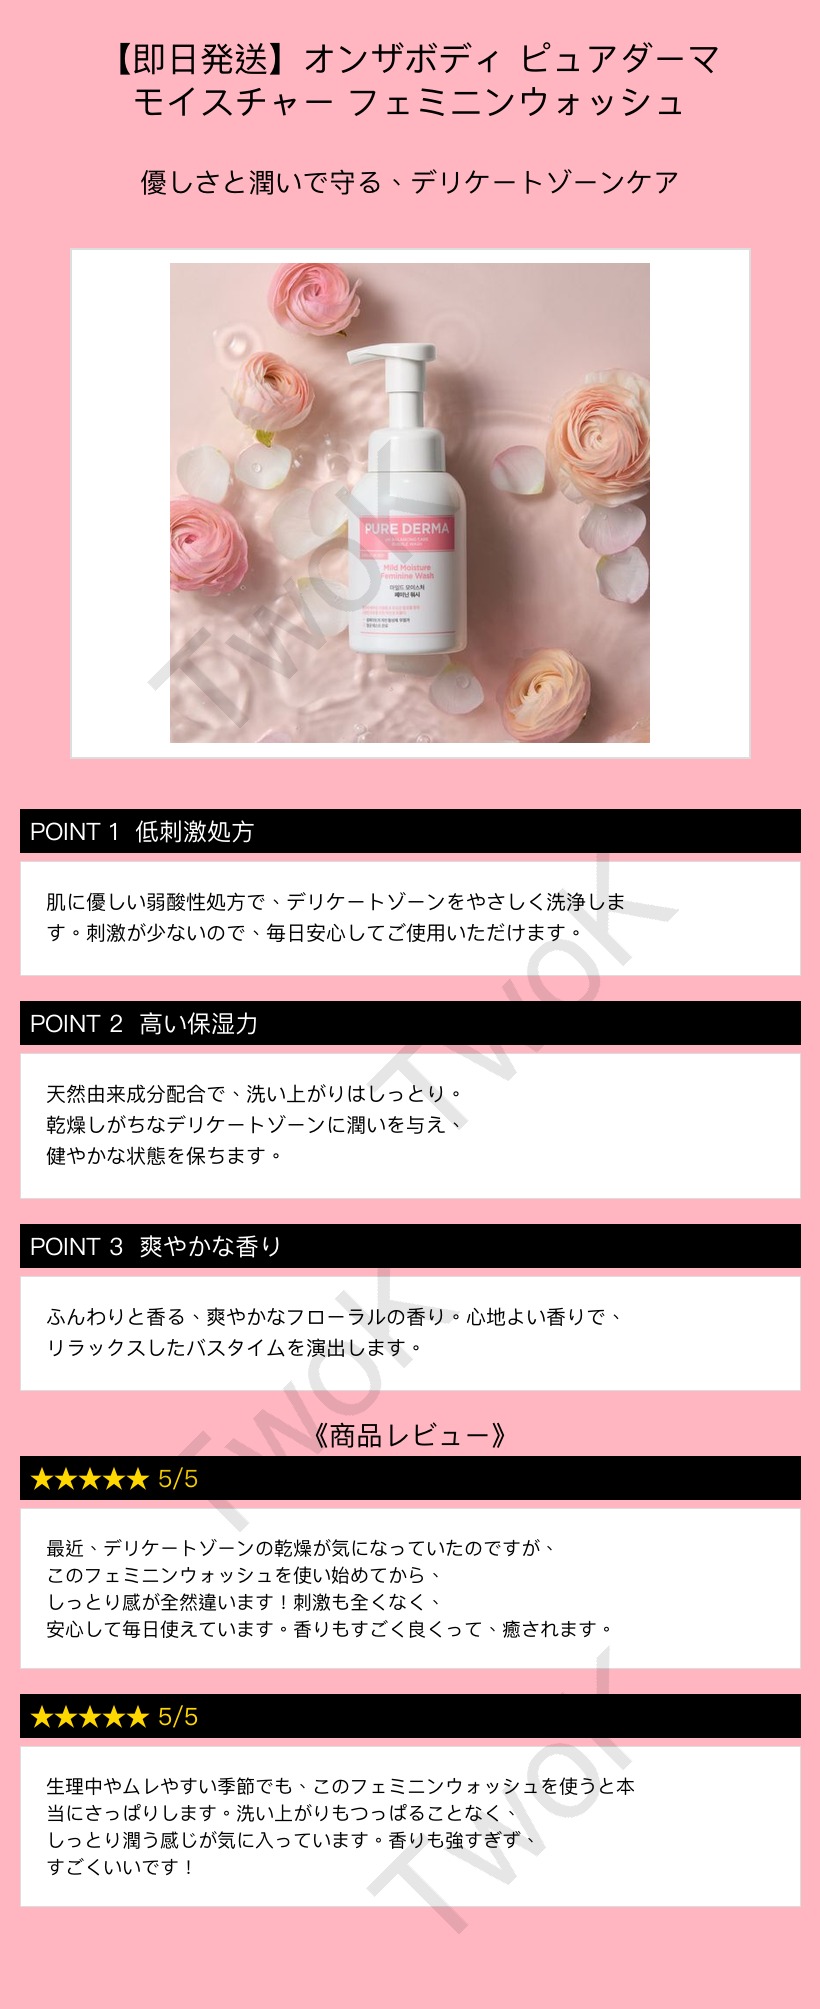 【即日発送】オンザボディ ピュアダーマ
モイスチャー フェミニンウォッシュ
優しさと潤いで守る、デリケートゾーンケア
PURE DERMA
Mild Moisture
Feminine Wash
마일드 모이스처
페미닌 워시
POINT 1 低刺激処方
肌に優しい弱酸性処方で、デリケートゾーンをやさしく洗浄しま
す。刺激が少ないので、毎日安心してご使用いただけます。
POINT 2 高い保湿力
天然由来成分配合で、洗い上がりはしっとり。
乾燥しがちなデリケートゾーンに潤いを与え、
健やかな状態を保ちます。
POINT 3 爽やかな香り
ふんわりと香る、爽やかなフローラルの香り。心地よい香りで、
リラックスしたバスタイムを演出します。
《商品レビュー》
★★★★★ 5/5
最近、デリケートゾーンの乾燥が気になっていたのですが、
このフェミニンウォッシュを使い始めてから、
しっとり感が全然違います！刺激も全くなく、
安心して毎日使えています。香りもすごく良くって、癒されます。
★★★★★ 5/5
生理中やムレやすい季節でも、このフェミニンウォッシュを使うと本
当にさっぱりします。洗い上がりもつっぱることなく、
しっとり潤う感じが気に入っています。香りも強すぎず、
すごくいいです！
TwoK
TwoK
TwoK
TwoK